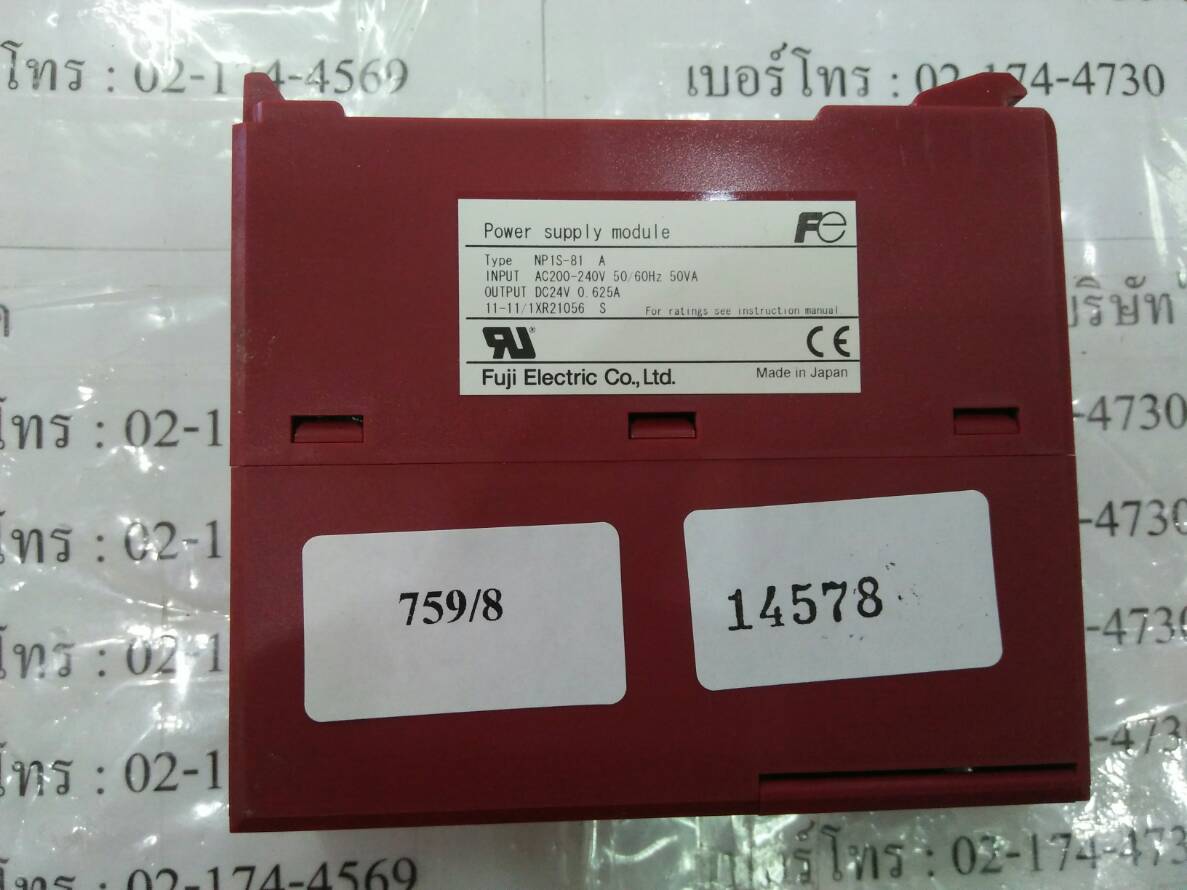 โทร : 02-174-4569
เบอร์โทร : 02-174-4730
Power supply module
Fe
Type NP1S-81 A
INPUT AC200-240V 50/60Hz 50VA
OUTPUT DC24V 0.625A
11-11/1XR21056 S For ratings see instruction manual
CE
Fuji Electric Co., Ltd. Made in Japan
บริษัท
โทร : 02-1
-4730
โทร : 02-1
-4730
759/8
14578
โทร : 02-1
-4730
โทร : 02-1
-473
โทร : 02-174-4569
โทร : 02-174-473